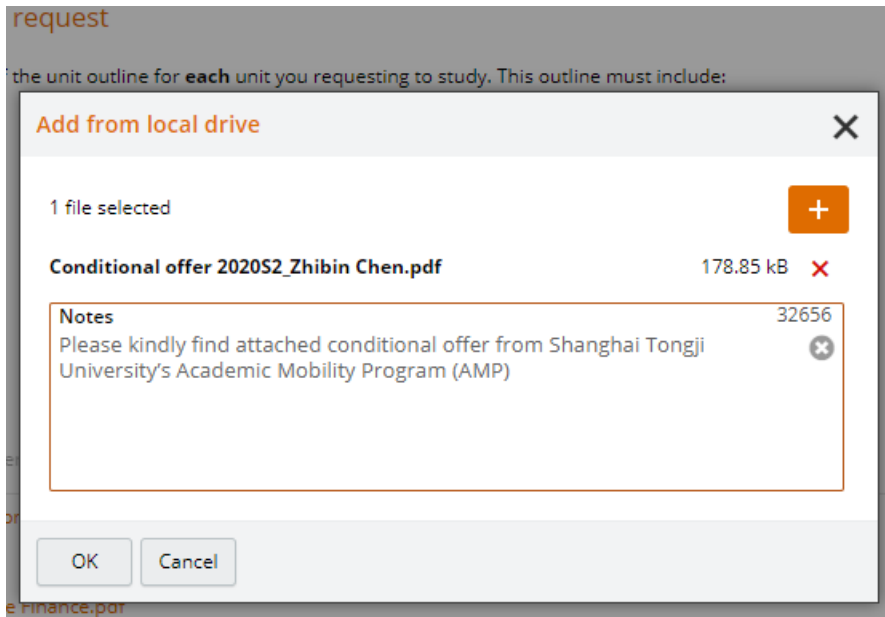 request
the unit outline for each unit you requesting to study. This outline must include:
Add from local drive
1 file selected
Conditional offer 2020S2_Zhibin Chen.pdf 178.85 kB
Notes 32656
Please kindly find attached conditional offer from Shanghai Tongji
University’s Academic Mobility Program (AMP)
OK Cancel
e Finance.pdf